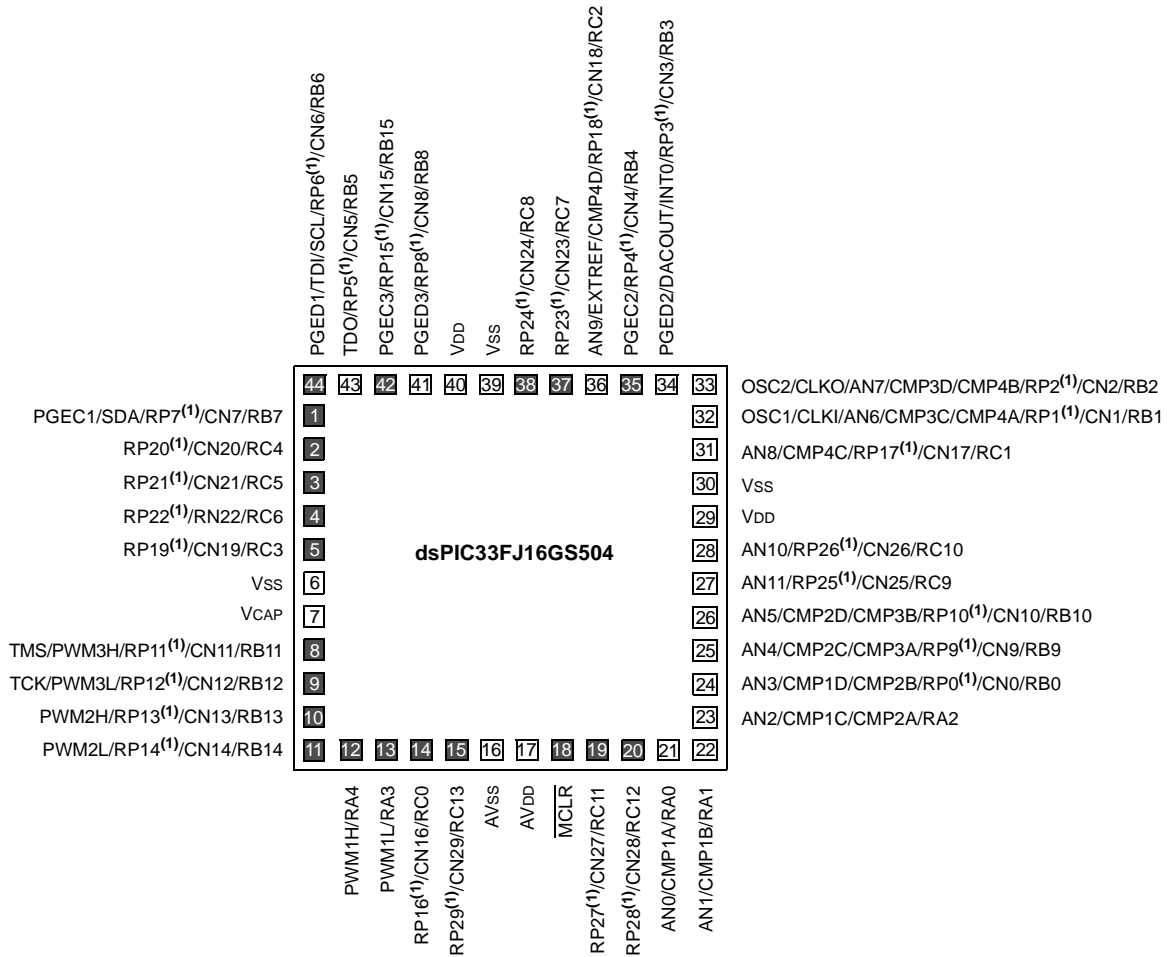 PGED1/TDI/SCL/RP6(1)/CN6/RB6
TDO/RP5(1)/CN5/RB5
PGEC3/RP15(1)/CN15/RB15
PGED3/RP8(1)/CN8/RB8
VDD
VSS
RP24(1)/CN24/RC8
RP23(1)/CN23/RC7
AN9/EXTREF/CMP4D/RP18(1)/CN18/RC2
PGEC2/RP4(1)/CN4/RB4
PGED2/DACOUT/INT0/RP3(1)/CN3/RB3
44 43 42 41 40 39 38 37 36 35 34 33 OSC2/CLKO/AN7/CMP3D/CMP4B/RP2(1)/CN2/RB2
PGEC1/SDA/RP7(1)/CN7/RB7 1 32 OSC1/CLKI/AN6/CMP3C/CMP4A/RP1(1)/CN1/RB1
RP20(1)/CN20/RC4 2 31 AN8/CMP4C/RP17(1)/CN17/RC1
RP21(1)/CN21/RC5 3 30 VSS
RP22(1)/RN22/RC6 4 29 VDD
RP19(1)/CN19/RC3 5 dsPIC33FJ16GS504 28 AN10/RP26(1)/CN26/RC10
VSS 6 27 AN11/RP25(1)/CN25/RC9
VCAP 7 26 AN5/CMP2D/CMP3B/RP10(1)/CN10/RB10
TMS/PWM3H/RP11(1)/CN11/RB11 8 25 AN4/CMP2C/CMP3A/RP9(1)/CN9/RB9
TCK/PWM3L/RP12(1)/CN12/RB12 9 24 AN3/CMP1D/CMP2B/RP0(1)/CN0/RB0
PWM2H/RP13(1)/CN13/RB13 10 23 AN2/CMP1C/CMP2A/RA2
PWM2L/RP14(1)/CN14/RB14 11 12 13 14 15 16 17 18 19 20 21 22
PWM1H/RA4
PWM1L/RA3
RP16(1)/CN16/RC0
RP29(1)/CN29/RC13
AVSS
AVDD
MCLR
RP27(1)/CN27/RC11
RP28(1)/CN28/RC12
AN0/CMP1A/RA0
AN1/CMP1B/RA1